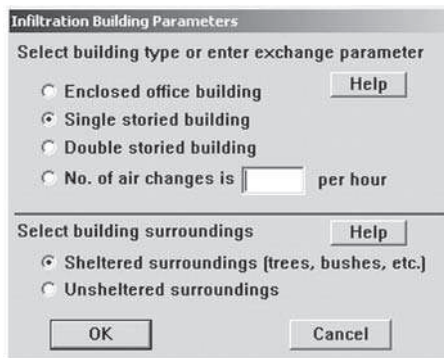 Infiltration Building Parameters
Select building type or enter exchange parameter
Enclosed office building
Help
Single storied building
Double storied building
No. of air changes is per hour
Select building surroundings
Help
Sheltered surroundings (trees, bushes, etc.)
Unsheltered surroundings
OK
Cancel